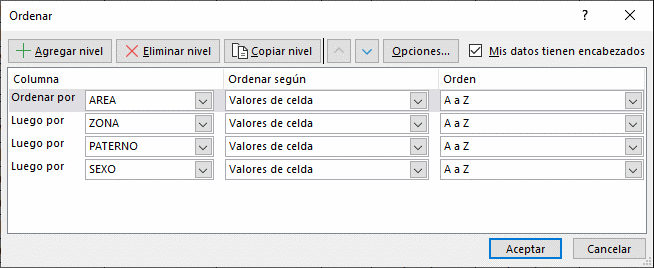 Ordenar
Agregar nivel Eliminar nivel Copiar nivel Opciones... Mis datos tienen encabezados
Columna Ordenar según Orden
Ordenar por AREA Valores de celda A a Z
Luego por ZONA Valores de celda A a Z
Luego por PATERNO Valores de celda A a Z
Luego por SEXO Valores de celda A a Z
Aceptar Cancelar